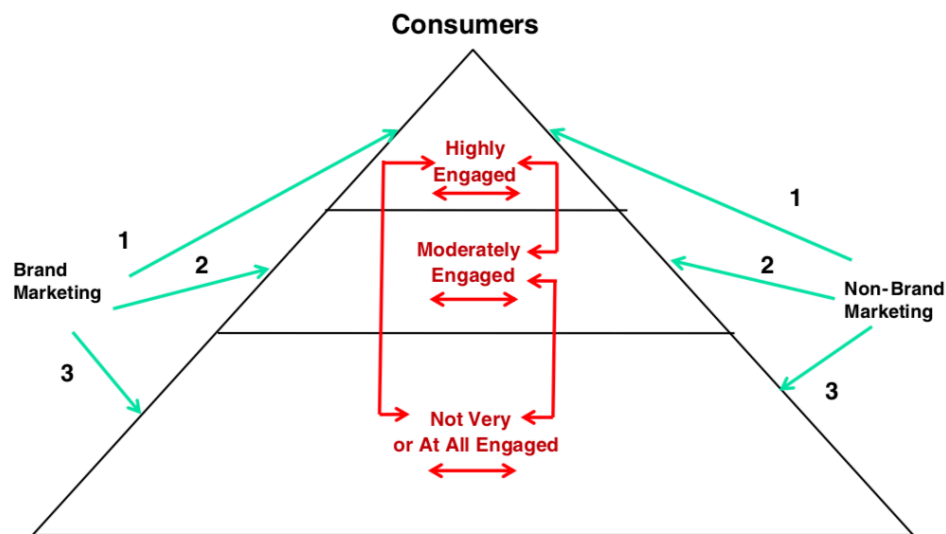 Consumers
Highly
Engaged
1
1
Moderately
Engaged
2
2
Brand
Marketing
Non-Brand
Marketing
3
3
Not Very
or At All Engaged